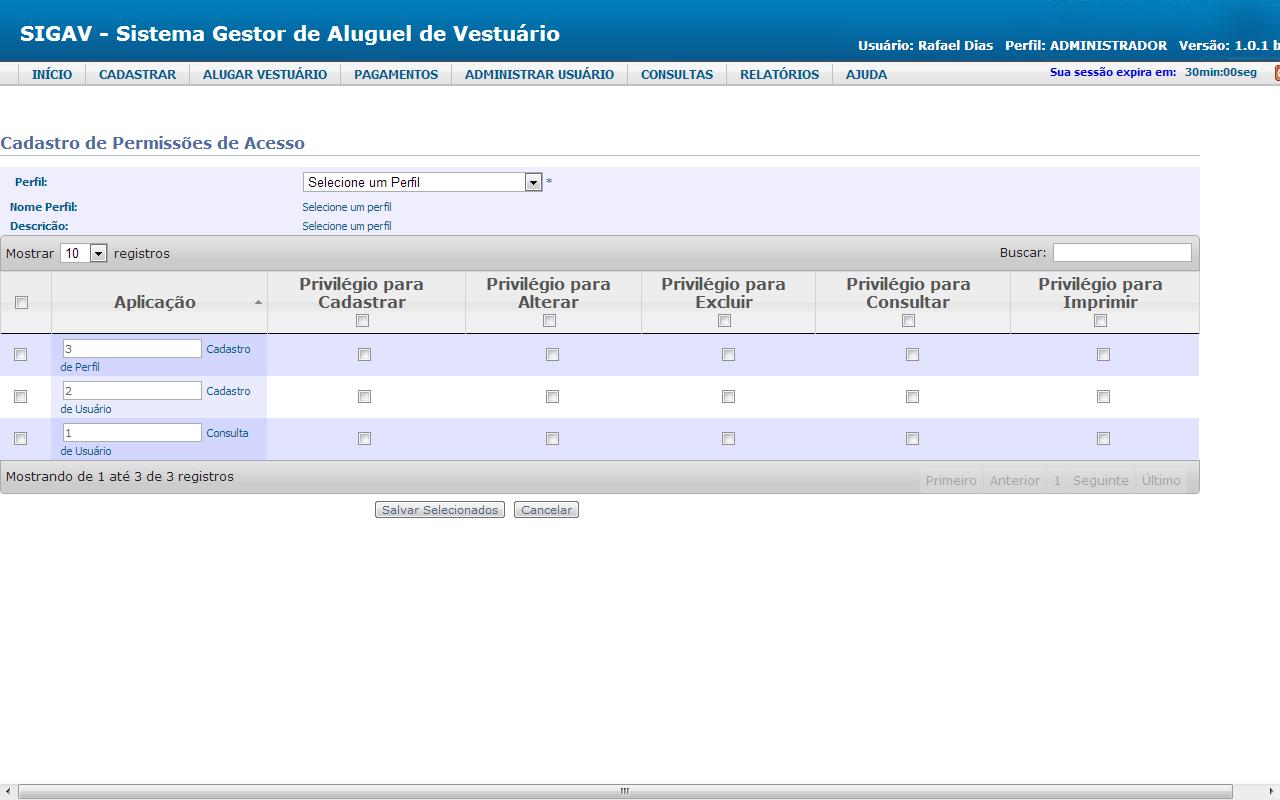 SIGAV - Sistema Gestor de Aluguel de Vestuário
Usuário: Rafael Dias Perfil: ADMINISTRADOR Versão: 1.0.1 b
INÍCIO CADASTRAR ALUGAR VESTUÁRIO PAGAMENTOS ADMINISTRAR USUÁRIO CONSULTAS RELATÓRIOS AJUDA Sua sessão expira em: 30min:00seg
Cadastro de Permissões de Acesso
Perfil: Selecione um Perfil *
Nome Perfil: Selecione um perfil
Descricão: Selecione um perfil
Mostrar 10 registros Buscar:
Aplicação
Privilégio para Cadastrar
Privilégio para Alterar
Privilégio para Excluir
Privilégio para Consultar
Privilégio para Imprimir
3 Cadastro
de Perfil
2 Cadastro
de Usuário
1 Consulta
de Usuário
Mostrando de 1 até 3 de 3 registros Primeiro Anterior 1 Seguinte Último
Salvar Selecionados Cancelar